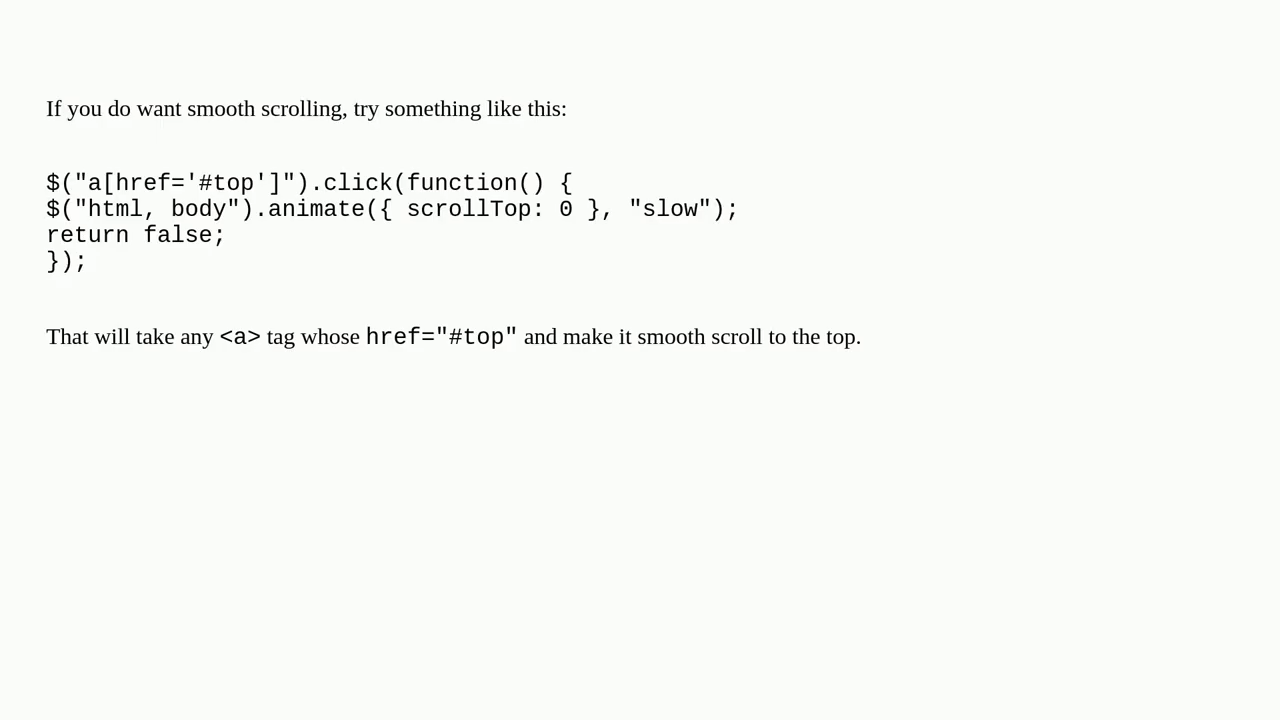 If you do want smooth scrolling, try something like this:
$("a[href='#top']").click(function() {
$("html, body").animate({ scrollTop: 0 }, "slow");
return false;
});
That will take any <a> tag whose href="#top" and make it smooth scroll to the top.